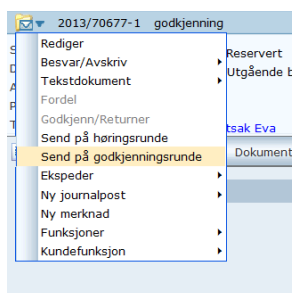 2013/70677-1 godkjenning
Rediger
Reservert
Besvar/Avskriv
Utgående b
Tekstdokument
Fordel
Godkjenn/Returner
Send på høringsrunde
tsak Eva
Send på godkjenningsrunde
Dokument
Ekspeder
Ny journalpost
Ny merknad
Funksjoner
Kundefunksjon